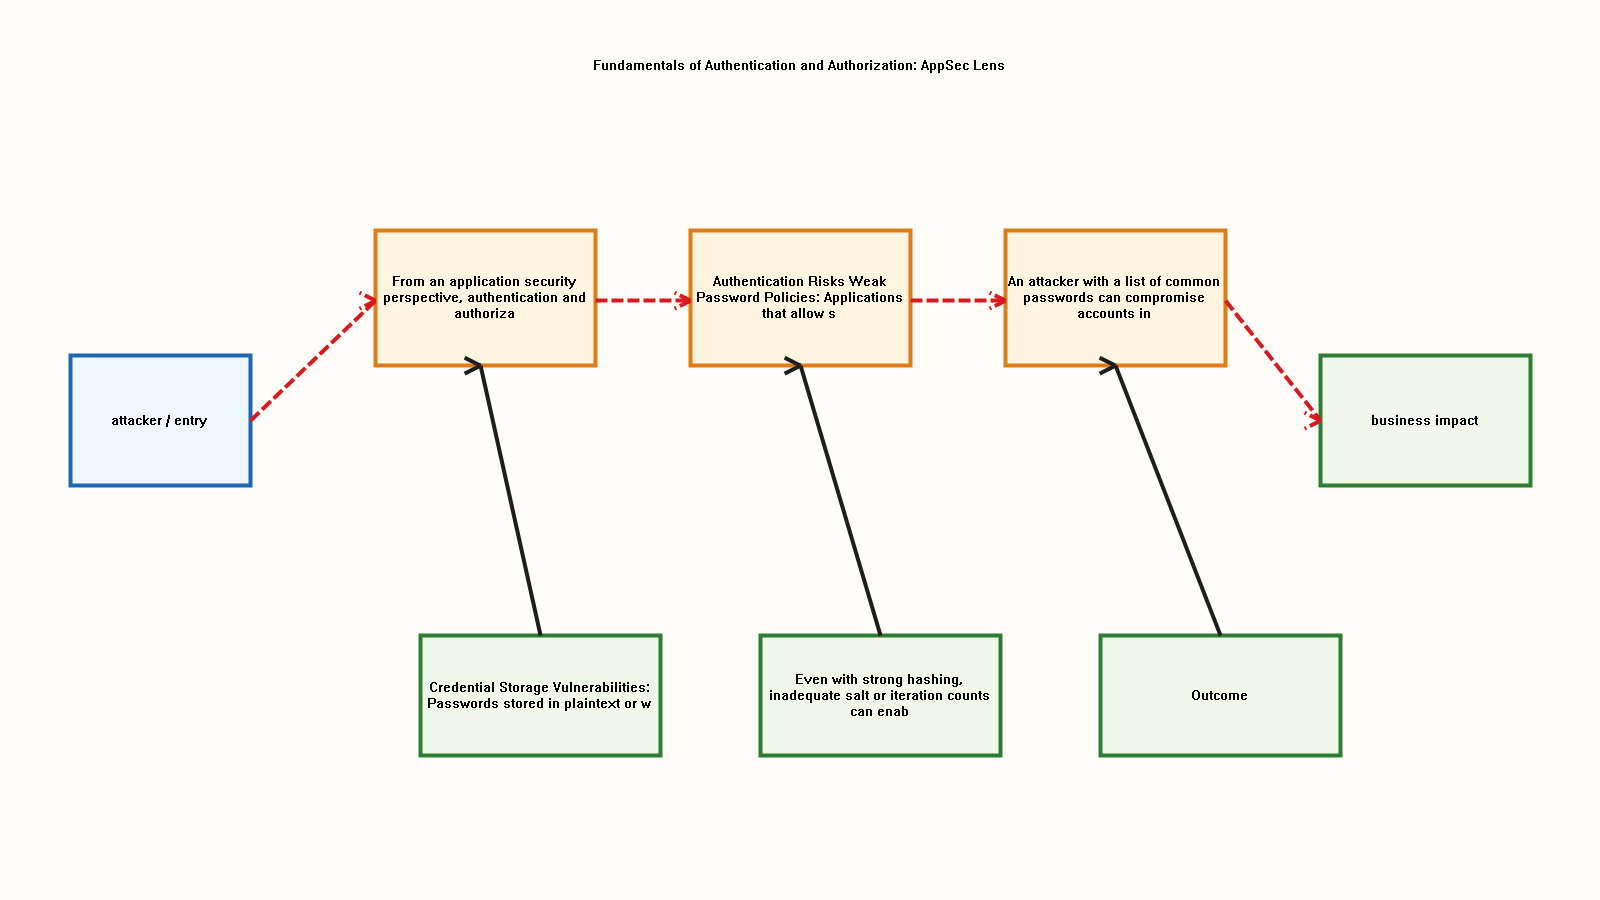 Fundamentals of Authentication and Authorization: AppSec Lens
From an application security
perspective, authentication and
authoriza
Authentication Risks Weak
Password Policies: Applications
that allow s
An attacker with a list of common
passwords can compromise
accounts in
attacker / entry
business impact
Credential Storage Vulnerabilities:
Passwords stored in plaintext or w
Even with strong hashing,
inadequate salt or iteration counts
can enab
Outcome